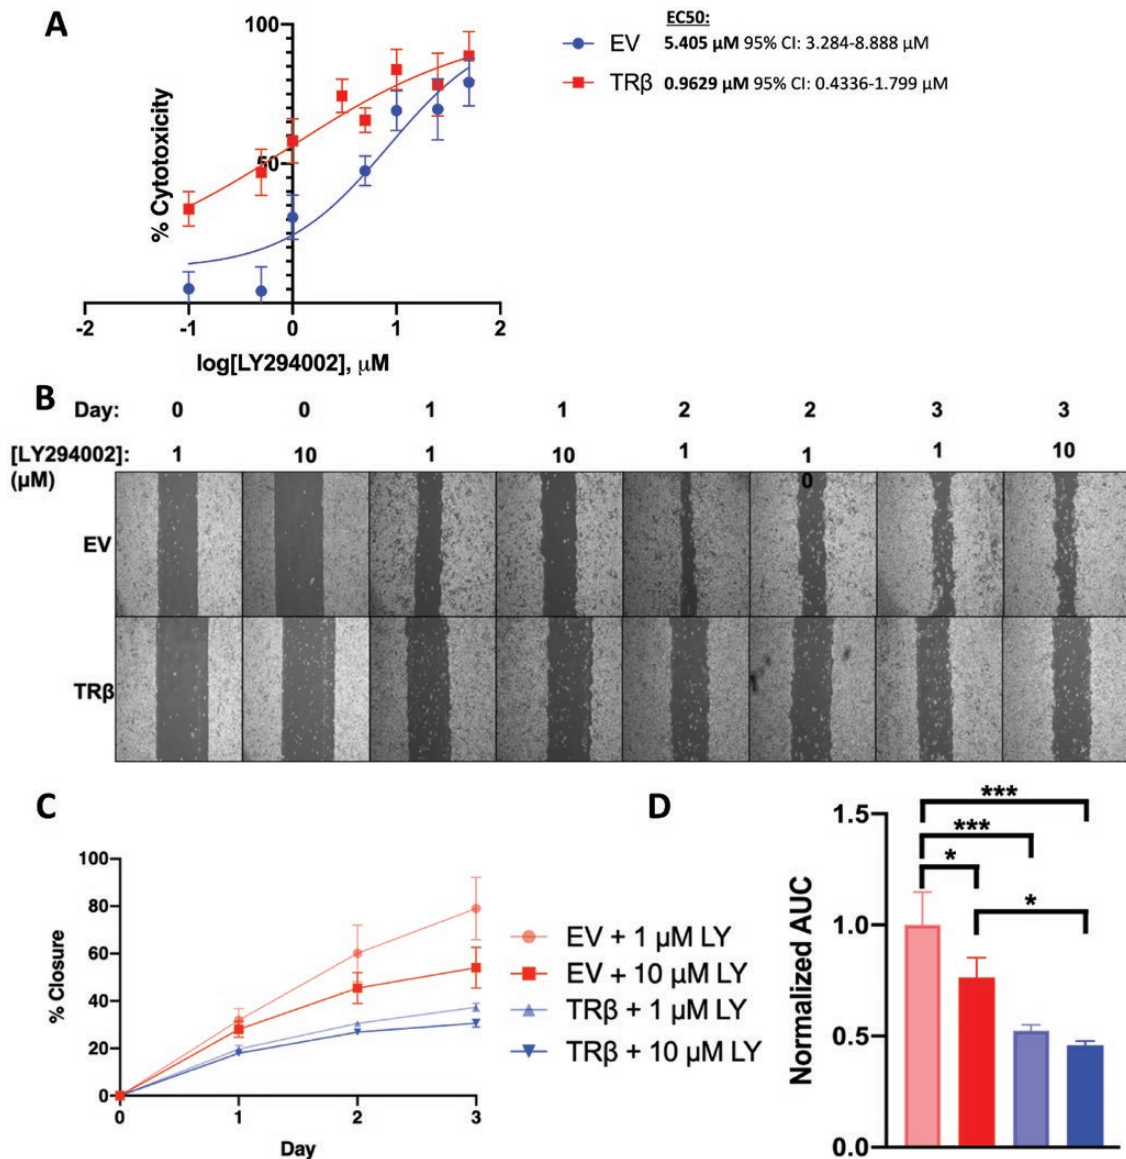 A
100
50
% Cytotoxicity
-2 -1 0 1 2
log[LY294002], μM
EC50:
EV 5.405 μM 95% CI: 3.284-8.888 μM
TRβ 0.9629 μM 95% CI: 0.4336-1.799 μM
B
Day: 0 0 1 1 2 2 3 3
[LY294002]: 1 10 1 10 1 1 1 10
(μM) 0
EV
TRβ
C
100
80
60
40
20
0
% Closure
0 1 2 3
Day
EV + 1 μM LY
EV + 10 μM LY
TRβ + 1 μM LY
TRβ + 10 μM LY
D
1.5
1.0
0.5
0.0
Normalized AUC
***
***
*
*